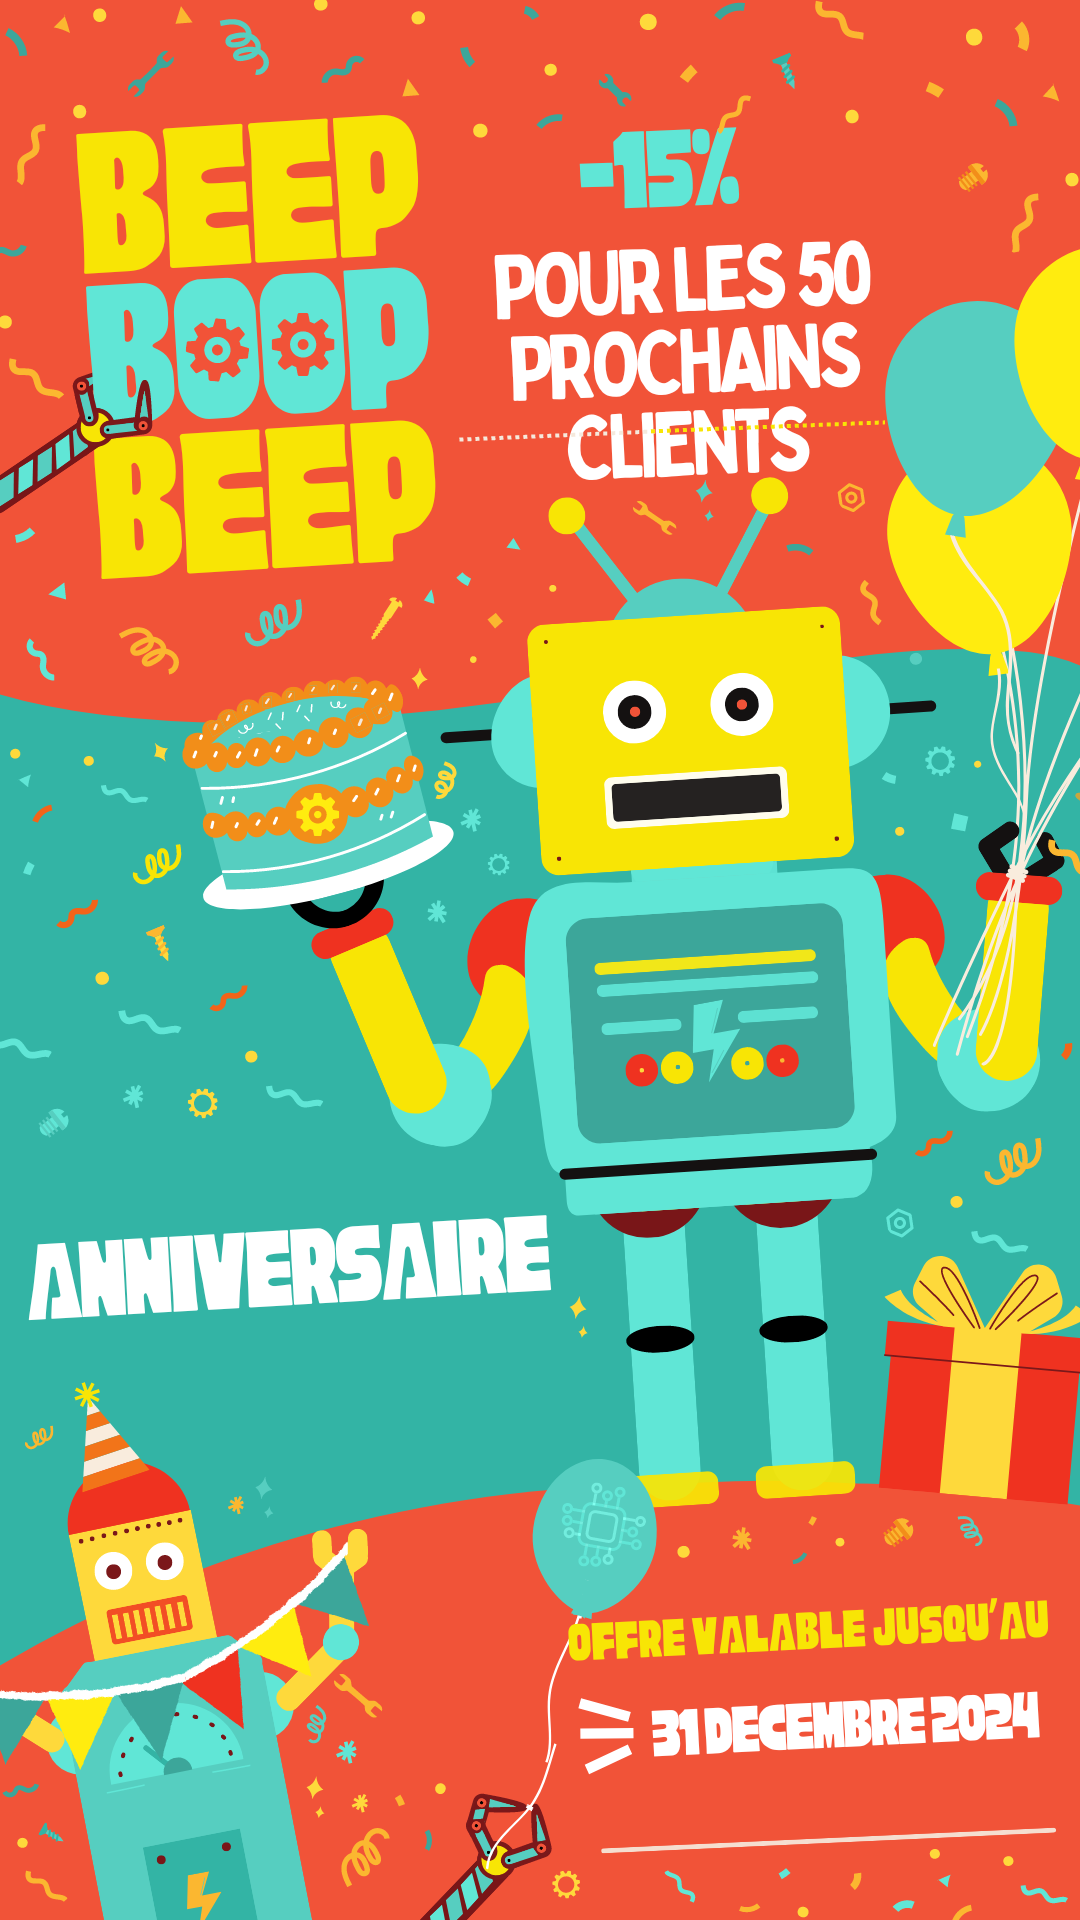 BEEP
BOOP
BEEP
-15%
POUR LES 50
PROCHAINS
CLIENTS
ANNIVERSAIRE
OFFRE VALABLE JUSQU'AU
31 DECEMBRE 2024